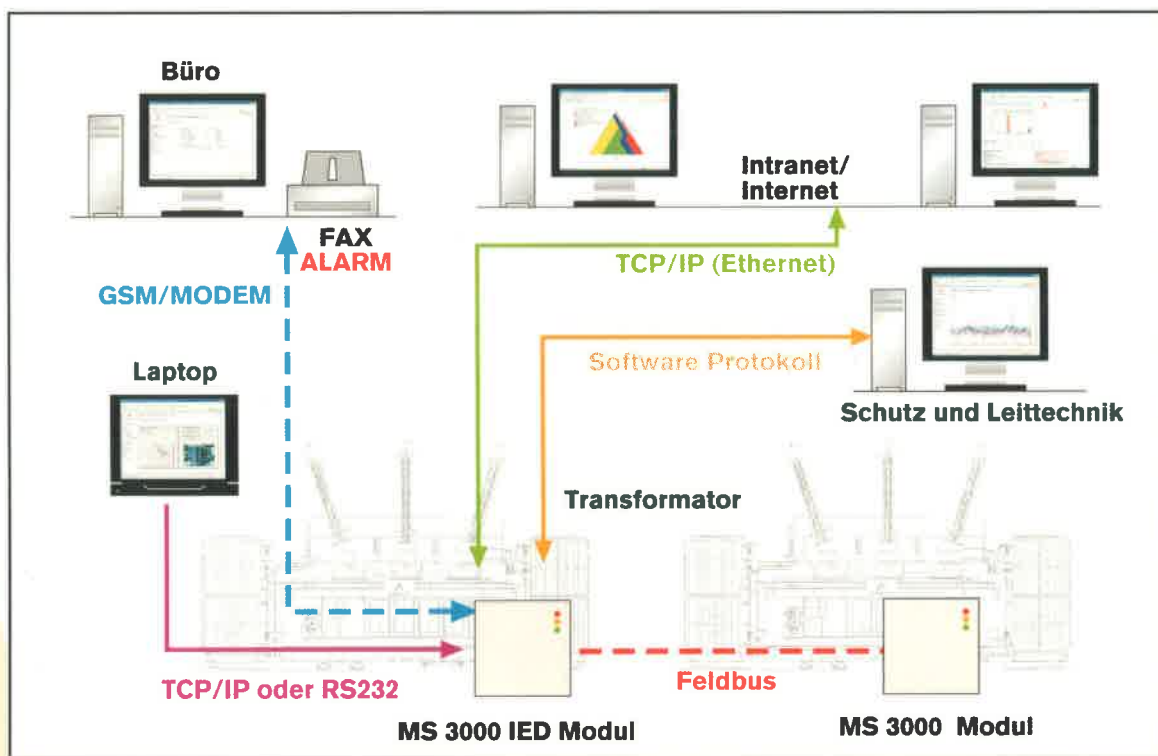 Büro
Intranet/
Internet
FAX
ALARM
TCP/IP (Ethernet)
GSM/MODEM
Software Protokoll
Laptop
Schutz und Leittechnik
Transformator
Feldbus
TCP/IP oder RS232
MS 3000 IED Modul
MS 3000 Modul